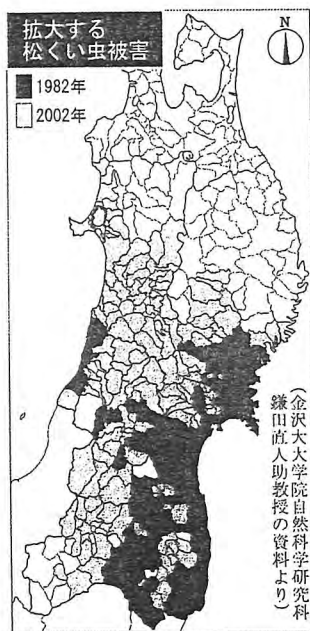 拡大する
松くい虫被害
N
1982年
2002年
(金沢大大学院自然科学研究科
鎌田直人助教授の資料より)